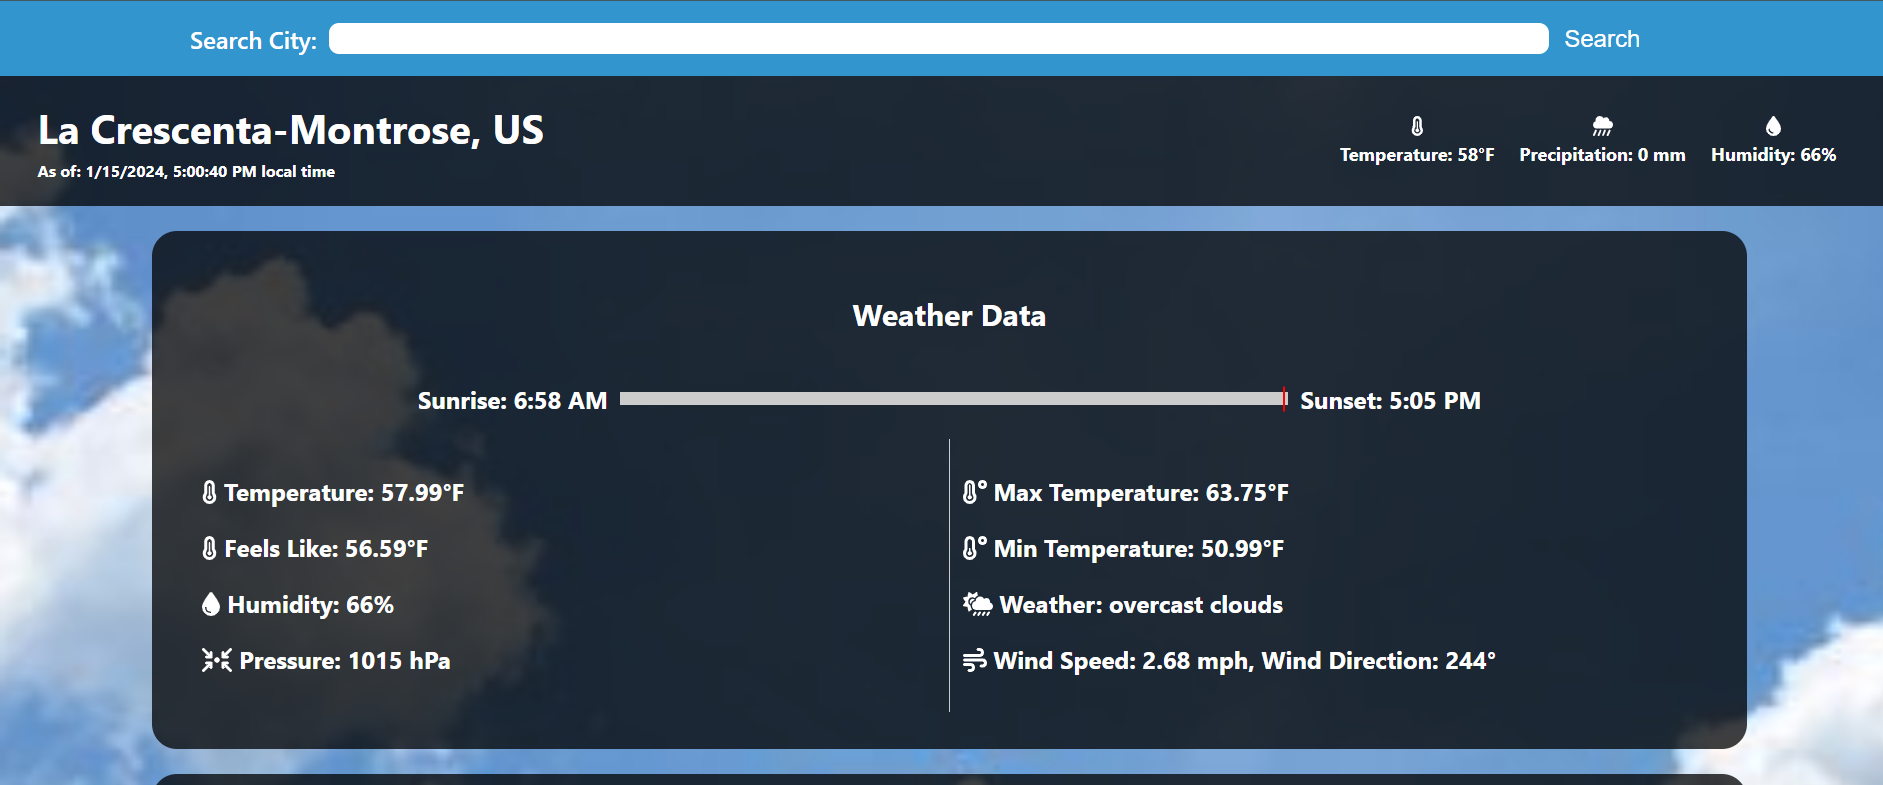 Search City: Search
La Crescenta-Montrose, US
As of: 1/15/2024, 5:00:40 PM local time
Temperature: 58°F Precipitation: 0 mm Humidity: 66%
Weather Data
Sunrise: 6:58 AM Sunset: 5:05 PM
Temperature: 57.99°F
Feels Like: 56.59°F
Humidity: 66%
Pressure: 1015 hPa
Max Temperature: 63.75°F
Min Temperature: 50.99°F
Weather: overcast clouds
Wind Speed: 2.68 mph, Wind Direction: 244°